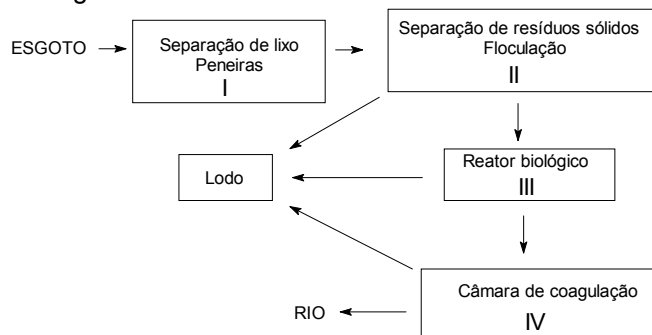 ESGOTO
Separação de lixo
Peneiras
I
Separação de resíduos sólidos
Floculação
II
Lodo
Reator biológico
III
RIO
Câmara de coagulação
IV